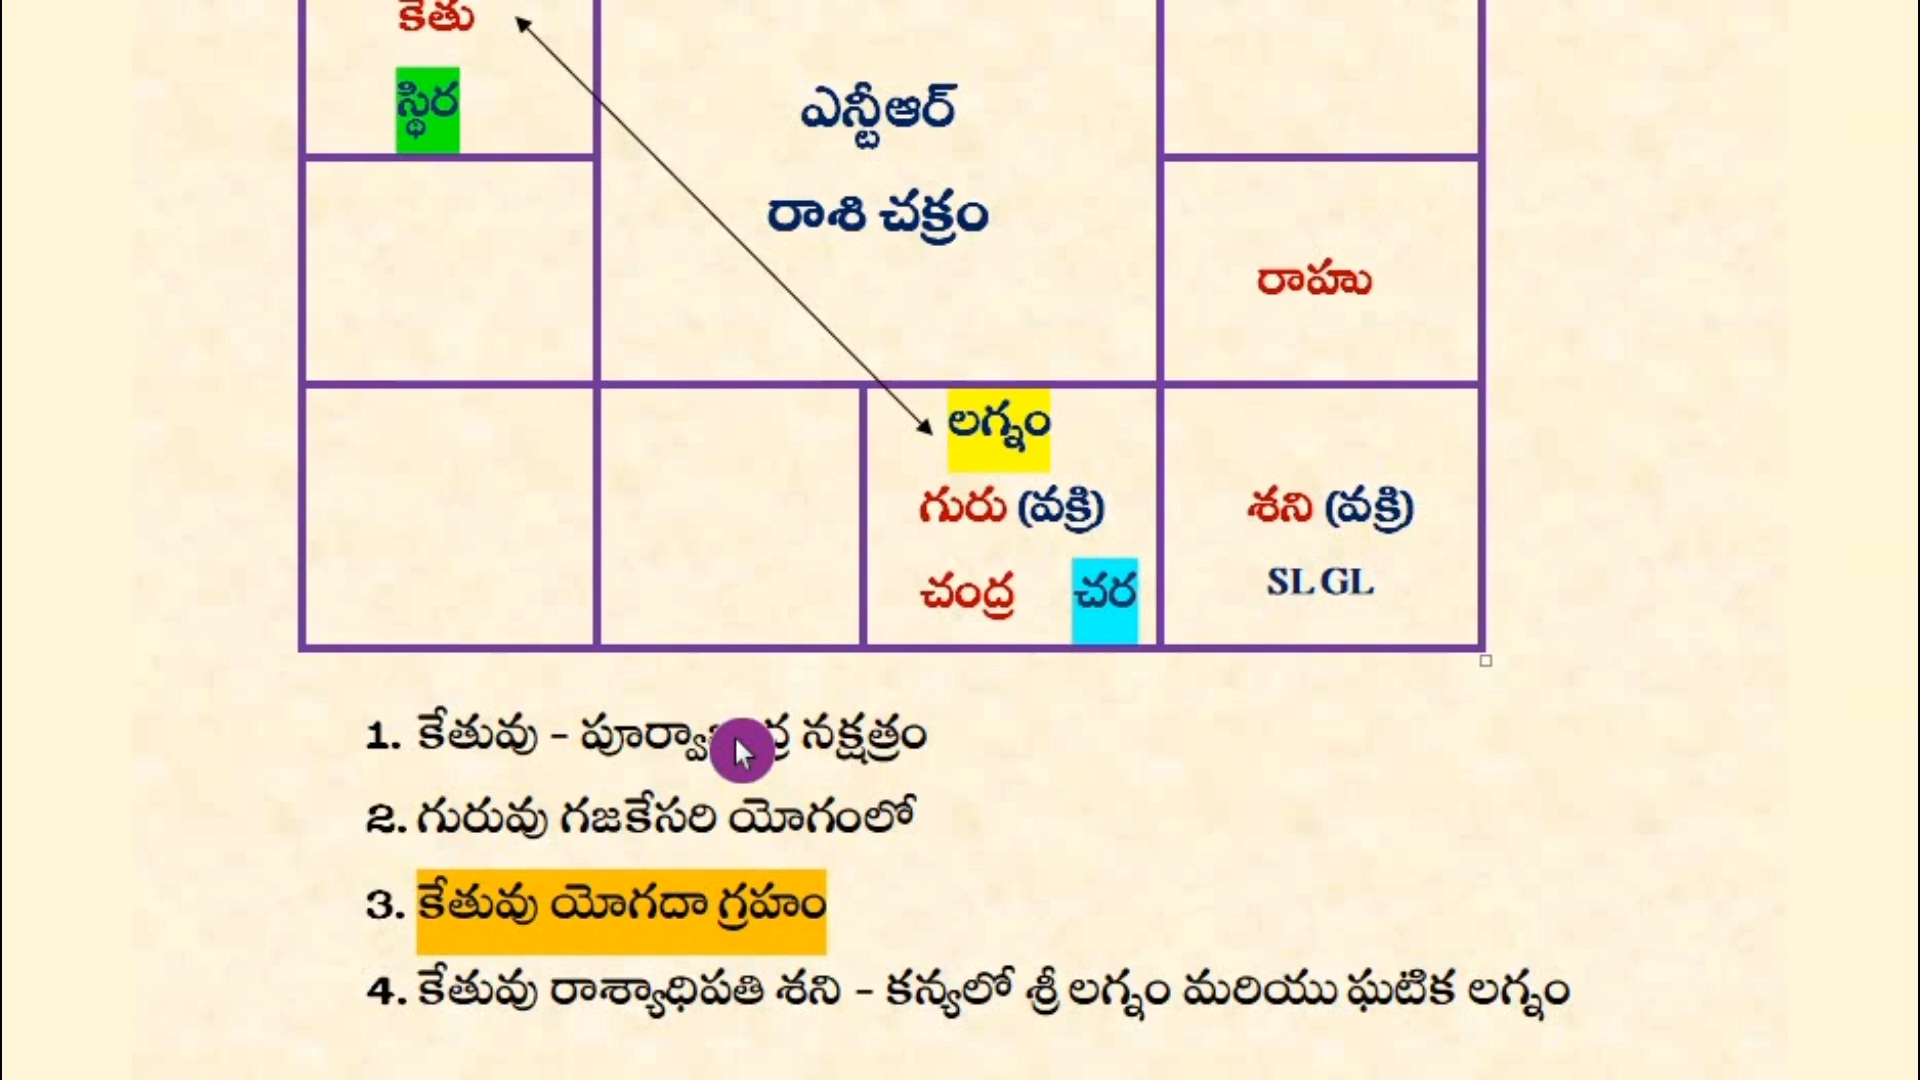 కేతు
స్థిర
ఎన్టీఆర్
రాశి చక్రం
రాహు
లగ్నం
గురు (వక్రి)
చంద్ర చర
శని (వక్రి)
SL GL
1. కేతువు - నక్షత్రం
2. గురువు గజకేసరి యోగంలో
3. కేతువు యోగదా గ్రహం
4. కేతువు రాశ్యాధిపతి శని - కన్యలో శ్రీ లగ్నం మరియు ఘటిక లగ్నం